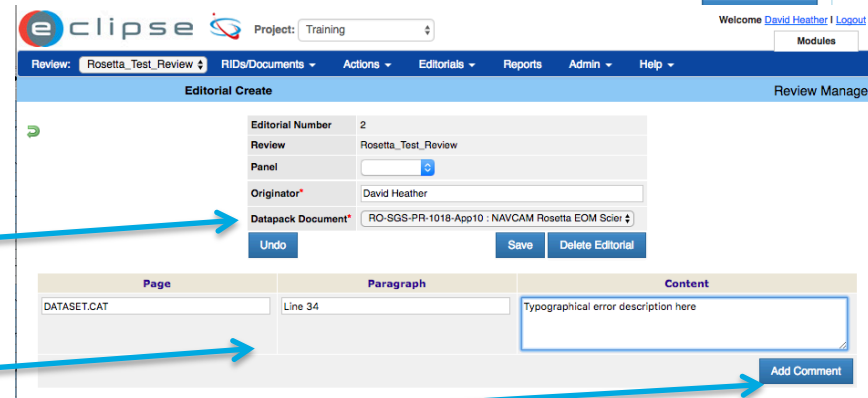 Welcome David Heather I Logout
eclipse Project: Training
Modules
Review: Rosetta_Test_Review RIDs/Documents Actions Editorials Reports Admin Help
Editorial Create Review Manage
Editorial Number 2
Review Rosetta_Test_Review
Panel
Originator* David Heather
Datapack Document* RO-SGS-PR-1018-App10 : NAVCAM Rosetta EOM Scier
Undo Save Delete Editorial
Page Paragraph Content
DATASET.CAT Line 34 Typographical error description here
Add Comment